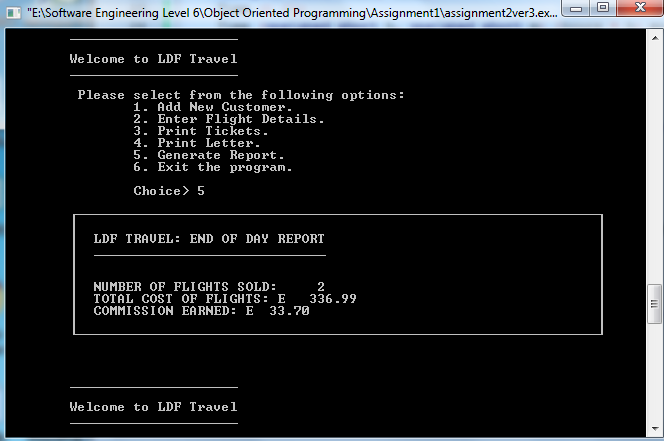 "E:\Software Engineering Level 6\Object Oriented Programming\Assignment1\assignment2ver3.ex...
Welcome to LDF Travel
Please select from the following options:
1. Add New Customer.
2. Enter Flight Details.
3. Print Tickets.
4. Print Letter.
5. Generate Report.
6. Exit the program.
Choice> 5
LDF TRAVEL: END OF DAY REPORT
NUMBER OF FLIGHTS SOLD: 2
TOTAL COST OF FLIGHTS: E 336.99
COMMISSION EARNED: E 33.70
Welcome to LDF Travel